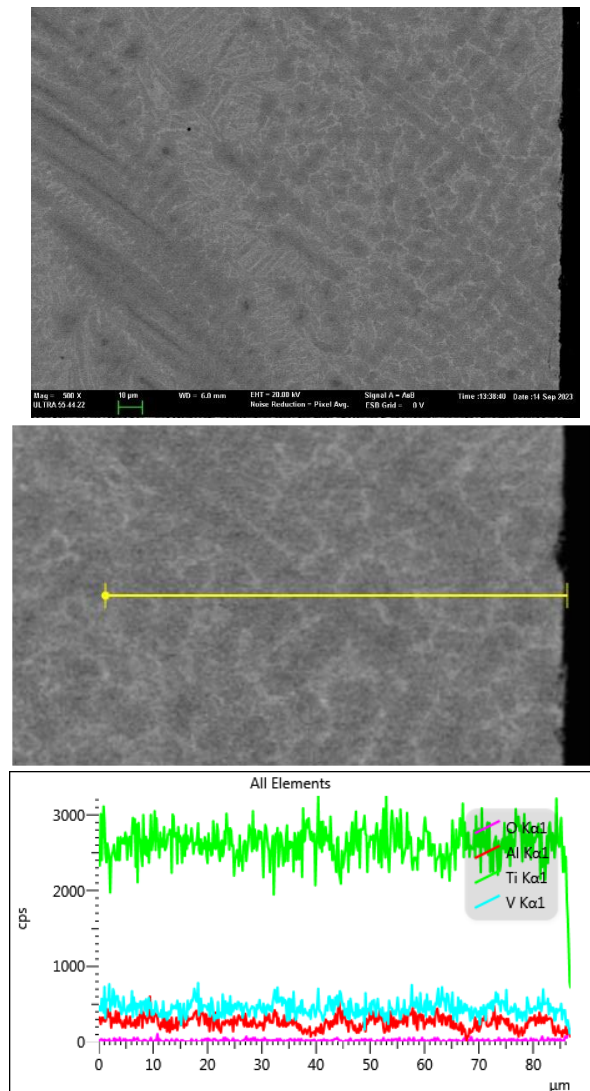 Mag = 500 X 10 µm WD = 6.0 mm EHT = 20.00 kV Signal A = AsB Time :13:38:40 Date :14 Sep 2023
ULTRA 55-44-22 Noise Reduction = Pixel Avg. ESB Grid = 0 V
All Elements
3000
2000
1000
0
cps
O Kα1
Al Kα1
Ti Kα1
V Kα1
0 10 20 30 40 50 60 70 80
µm